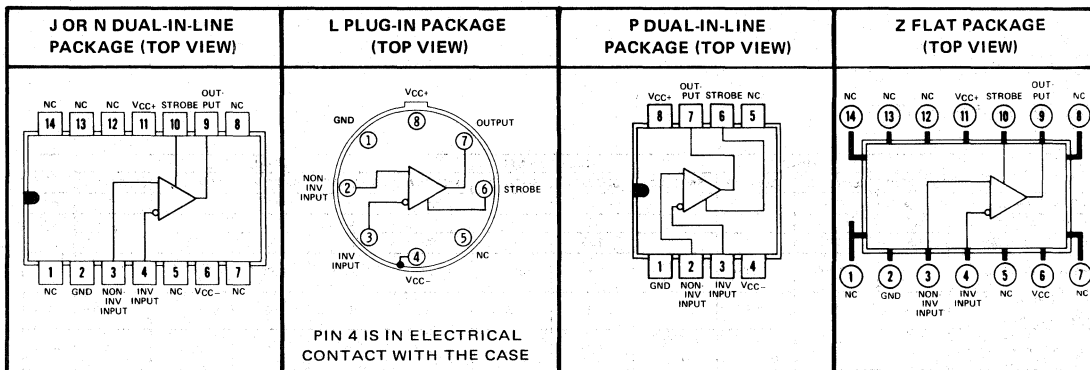 J OR N DUAL-IN-LINE
PACKAGE (TOP VIEW)
NC NC NC VCC+ STROBE OUT-PUT NC
14 13 12 11 10 9 8
1 2 3 4 5 6 7
NC GND NON-INV INPUT INV INPUT NC VCC- NC
L PLUG-IN PACKAGE
(TOP VIEW)
VCC+
8
GND
1
OUTPUT
7
NON-INV INPUT
2
6
STROBE
3
INV INPUT
4
VCC-
5
NC
PIN 4 IS IN ELECTRICAL
CONTACT WITH THE CASE
P DUAL-IN-LINE
PACKAGE (TOP VIEW)
VCC+ OUT-PUT STROBE NC
8 7 6 5
1 2 3 4
GND NON-INV INPUT INV INPUT VCC-
Z FLAT PACKAGE
(TOP VIEW)
NC NC NC VCC+ STROBE OUT-PUT NC
14 13 12 11 10 9 8
1 2 3 4 5 6 7
NC GND NON-INV INPUT INV INPUT NC VCC NC